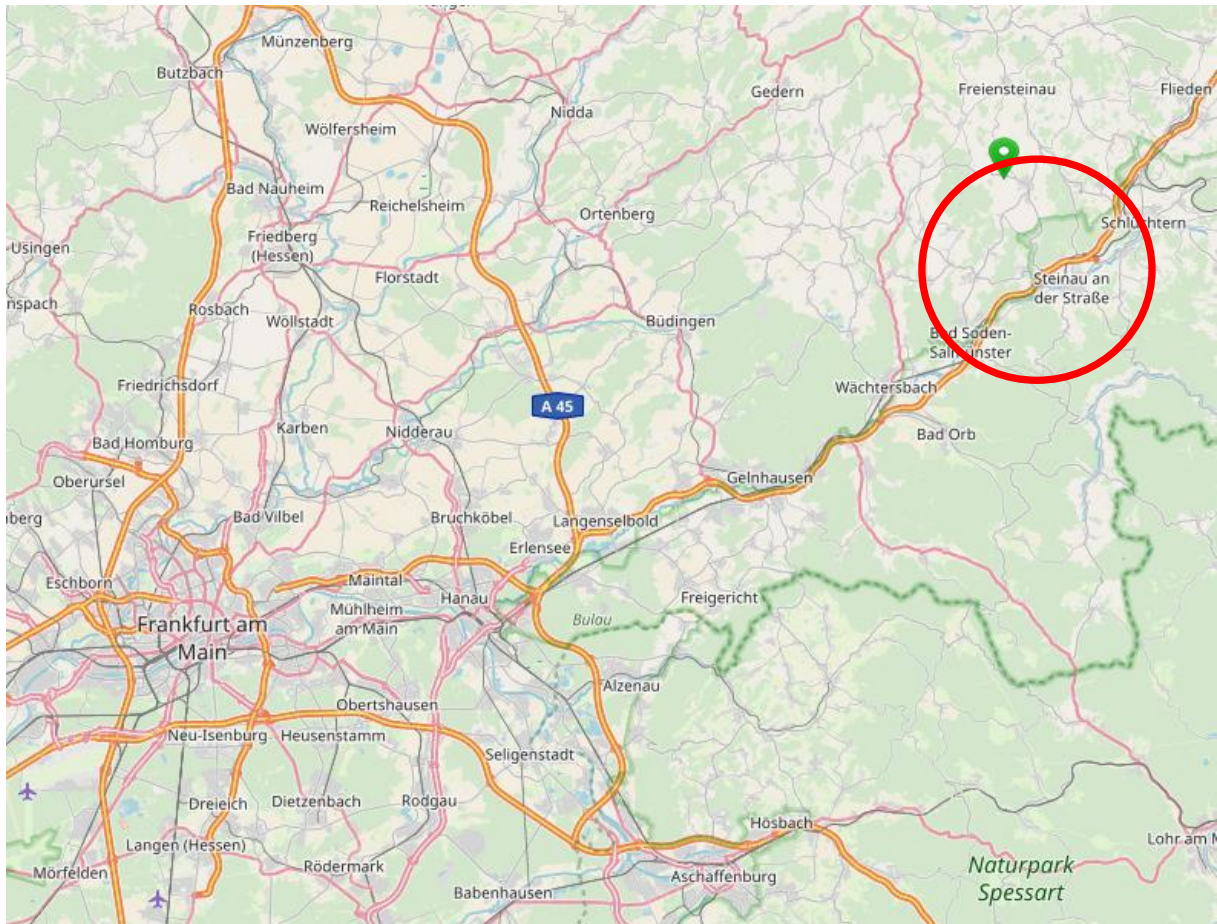 Münzenberg
Butzbach
Gedern
Freiensteinau
Flieden
Nidda
Wölfersheim
Bad Nauheim
Reichelsheim
Ortenberg
Schlüchtern
Usingen
Friedberg
(Hessen)
Florstadt
Steinau an
der Straße
Rosbach
Wöllstadt
Büdingen
Bad Soden-
Salmünster
Friedrichsdorf
Wächtersbach
A 45
Karben
Nidderau
Bad Homburg
Bad Orb
Oberursel
Gelnhausen
Bad Vilbel
Bruchköbel
Langenselbold
Erlensee
Eschborn
Maintal
Hanau
Freigericht
Mühlheim
am Main
Bulau
Frankfurt am
Main
Alzenau
Obertshausen
Neu-Isenburg
Heusenstamm
Seligenstadt
Dreieich
Dietzenbach
Rodgau
Hösbach
Langen (Hessen)
Lohr am M
Rödermark
Mörfelden
Naturpark
Spessart
Aschaffenburg
Babenhausen